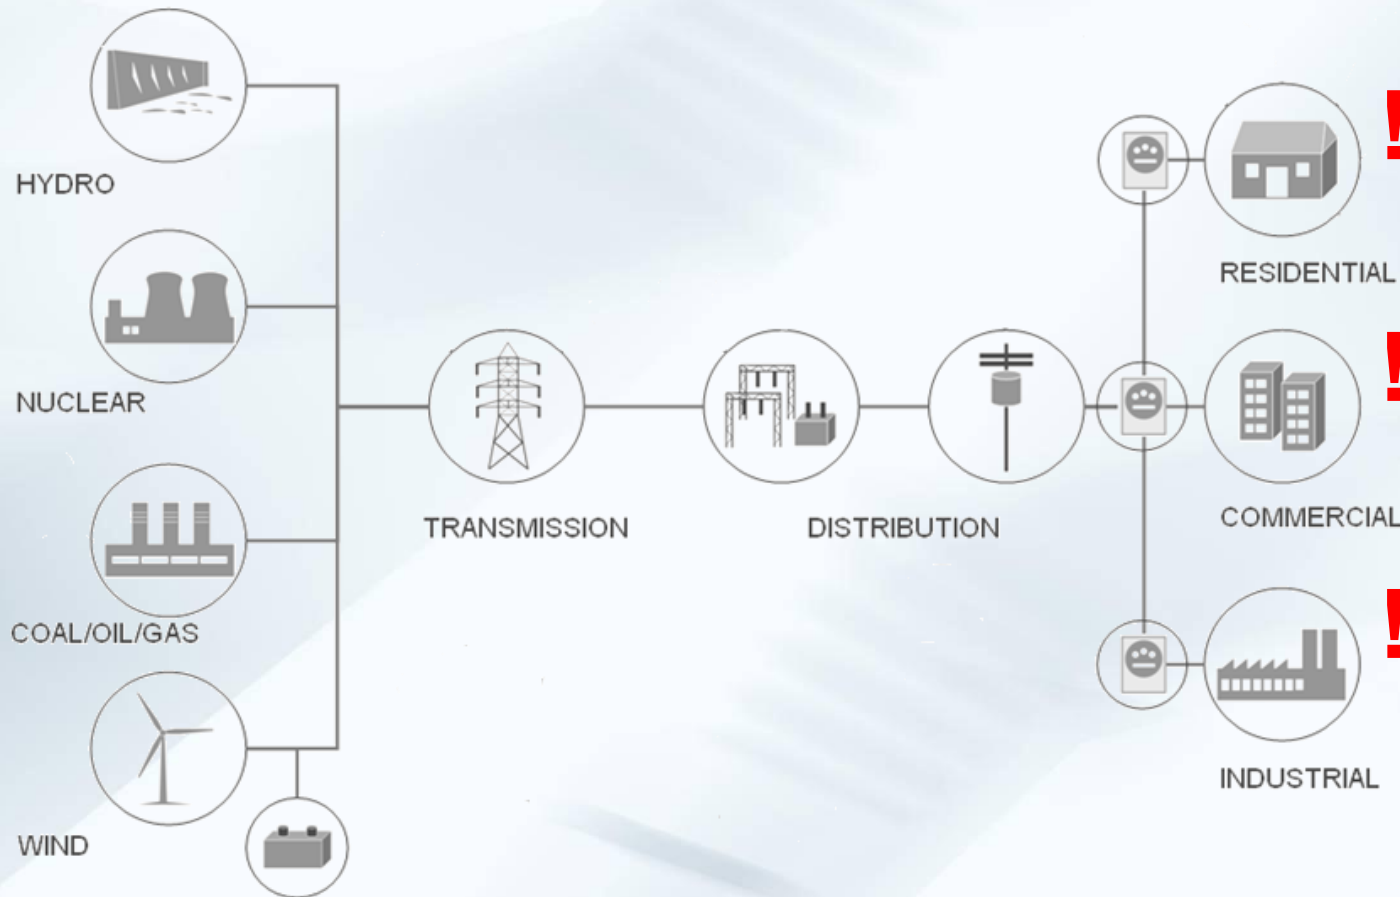 HYDRO
NUCLEAR
COAL/OIL/GAS
WIND
TRANSMISSION
DISTRIBUTION
!
RESIDENTIAL
!
COMMERCIAL
!
INDUSTRIAL